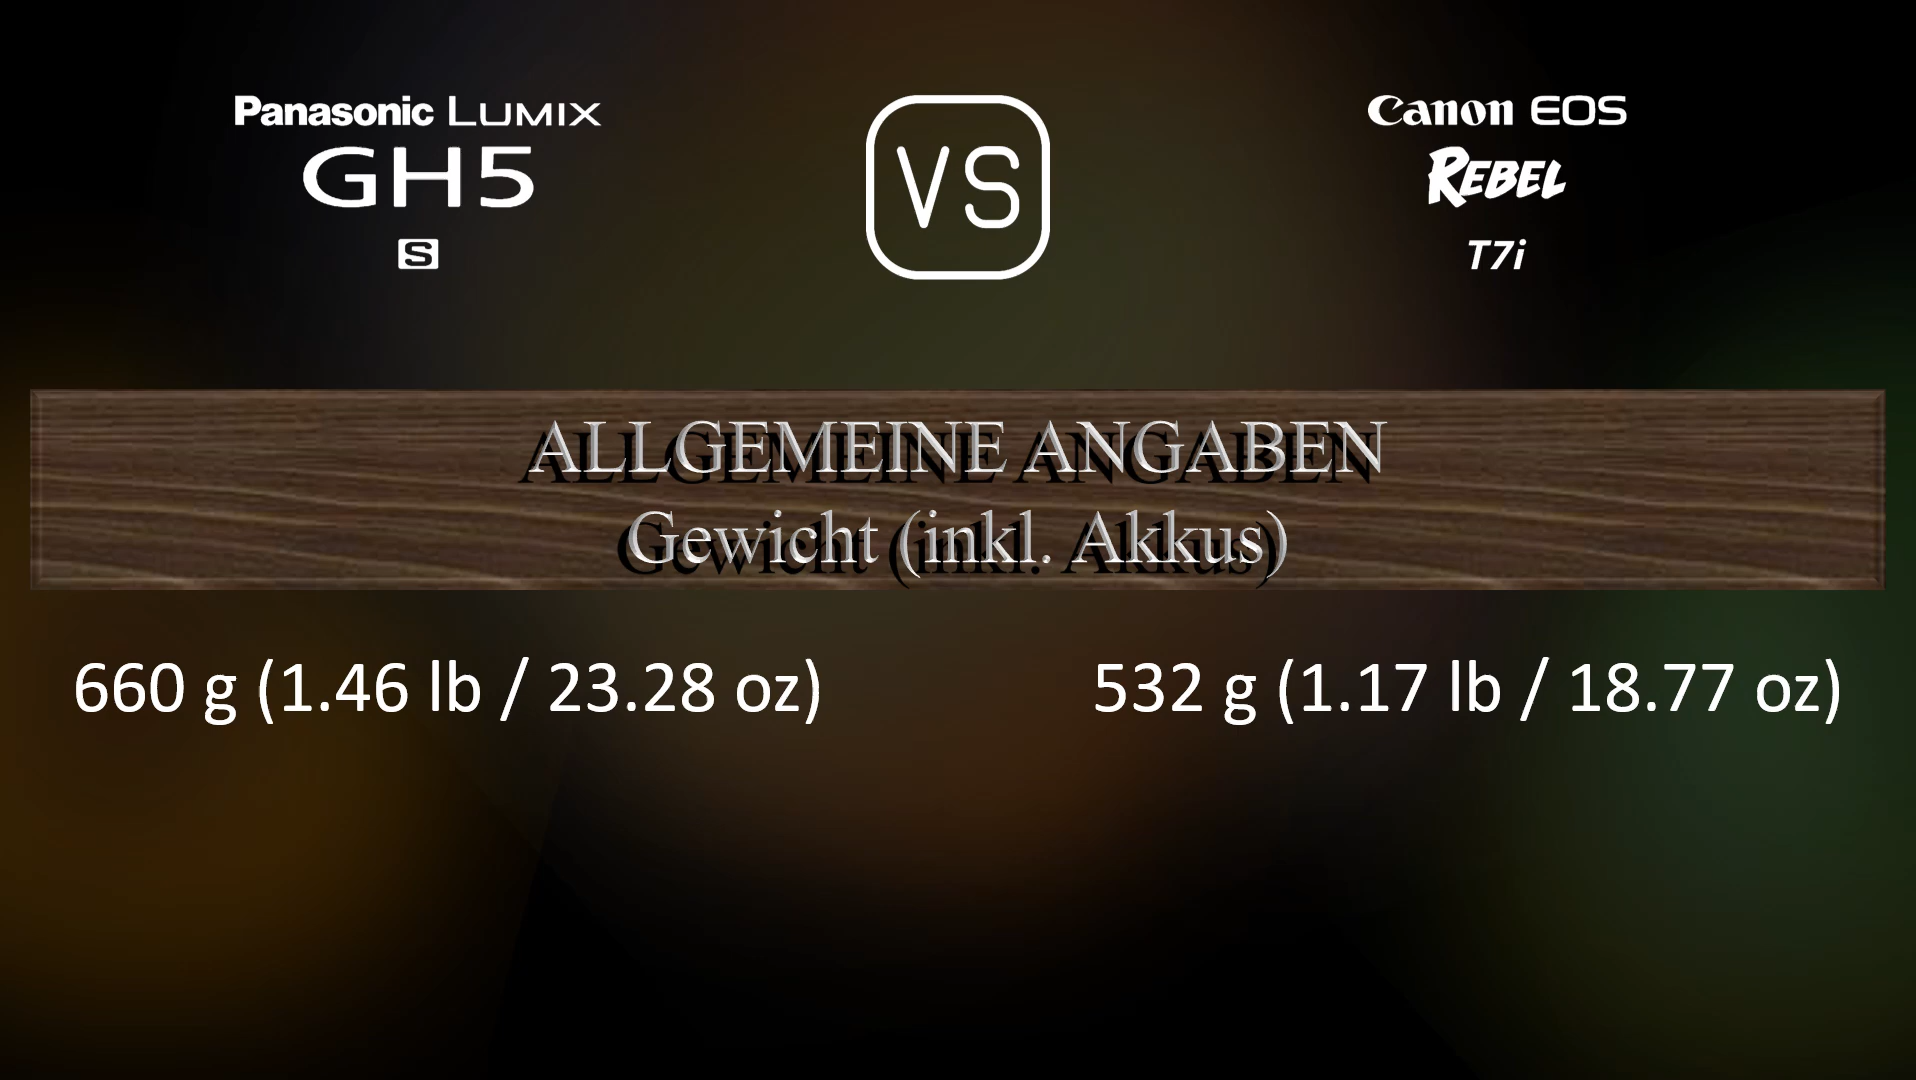 Panasonic LUMIX
GH5
S
VS
Canon EOS
REBEL
T7i
ALLGEMEINE ANGABEN
Gewicht (inkl. Akkus)
660 g (1.46 lb / 23.28 oz)
532 g (1.17 lb / 18.77 oz)